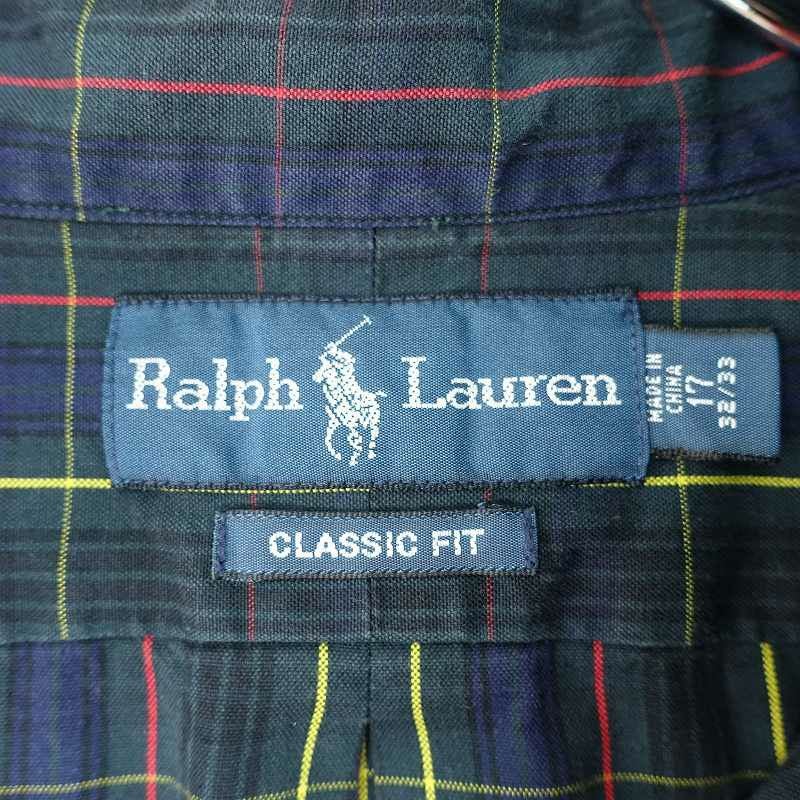 Ralph Lauren
MADE IN
CHINA
17
32/33
CLASSIC FIT